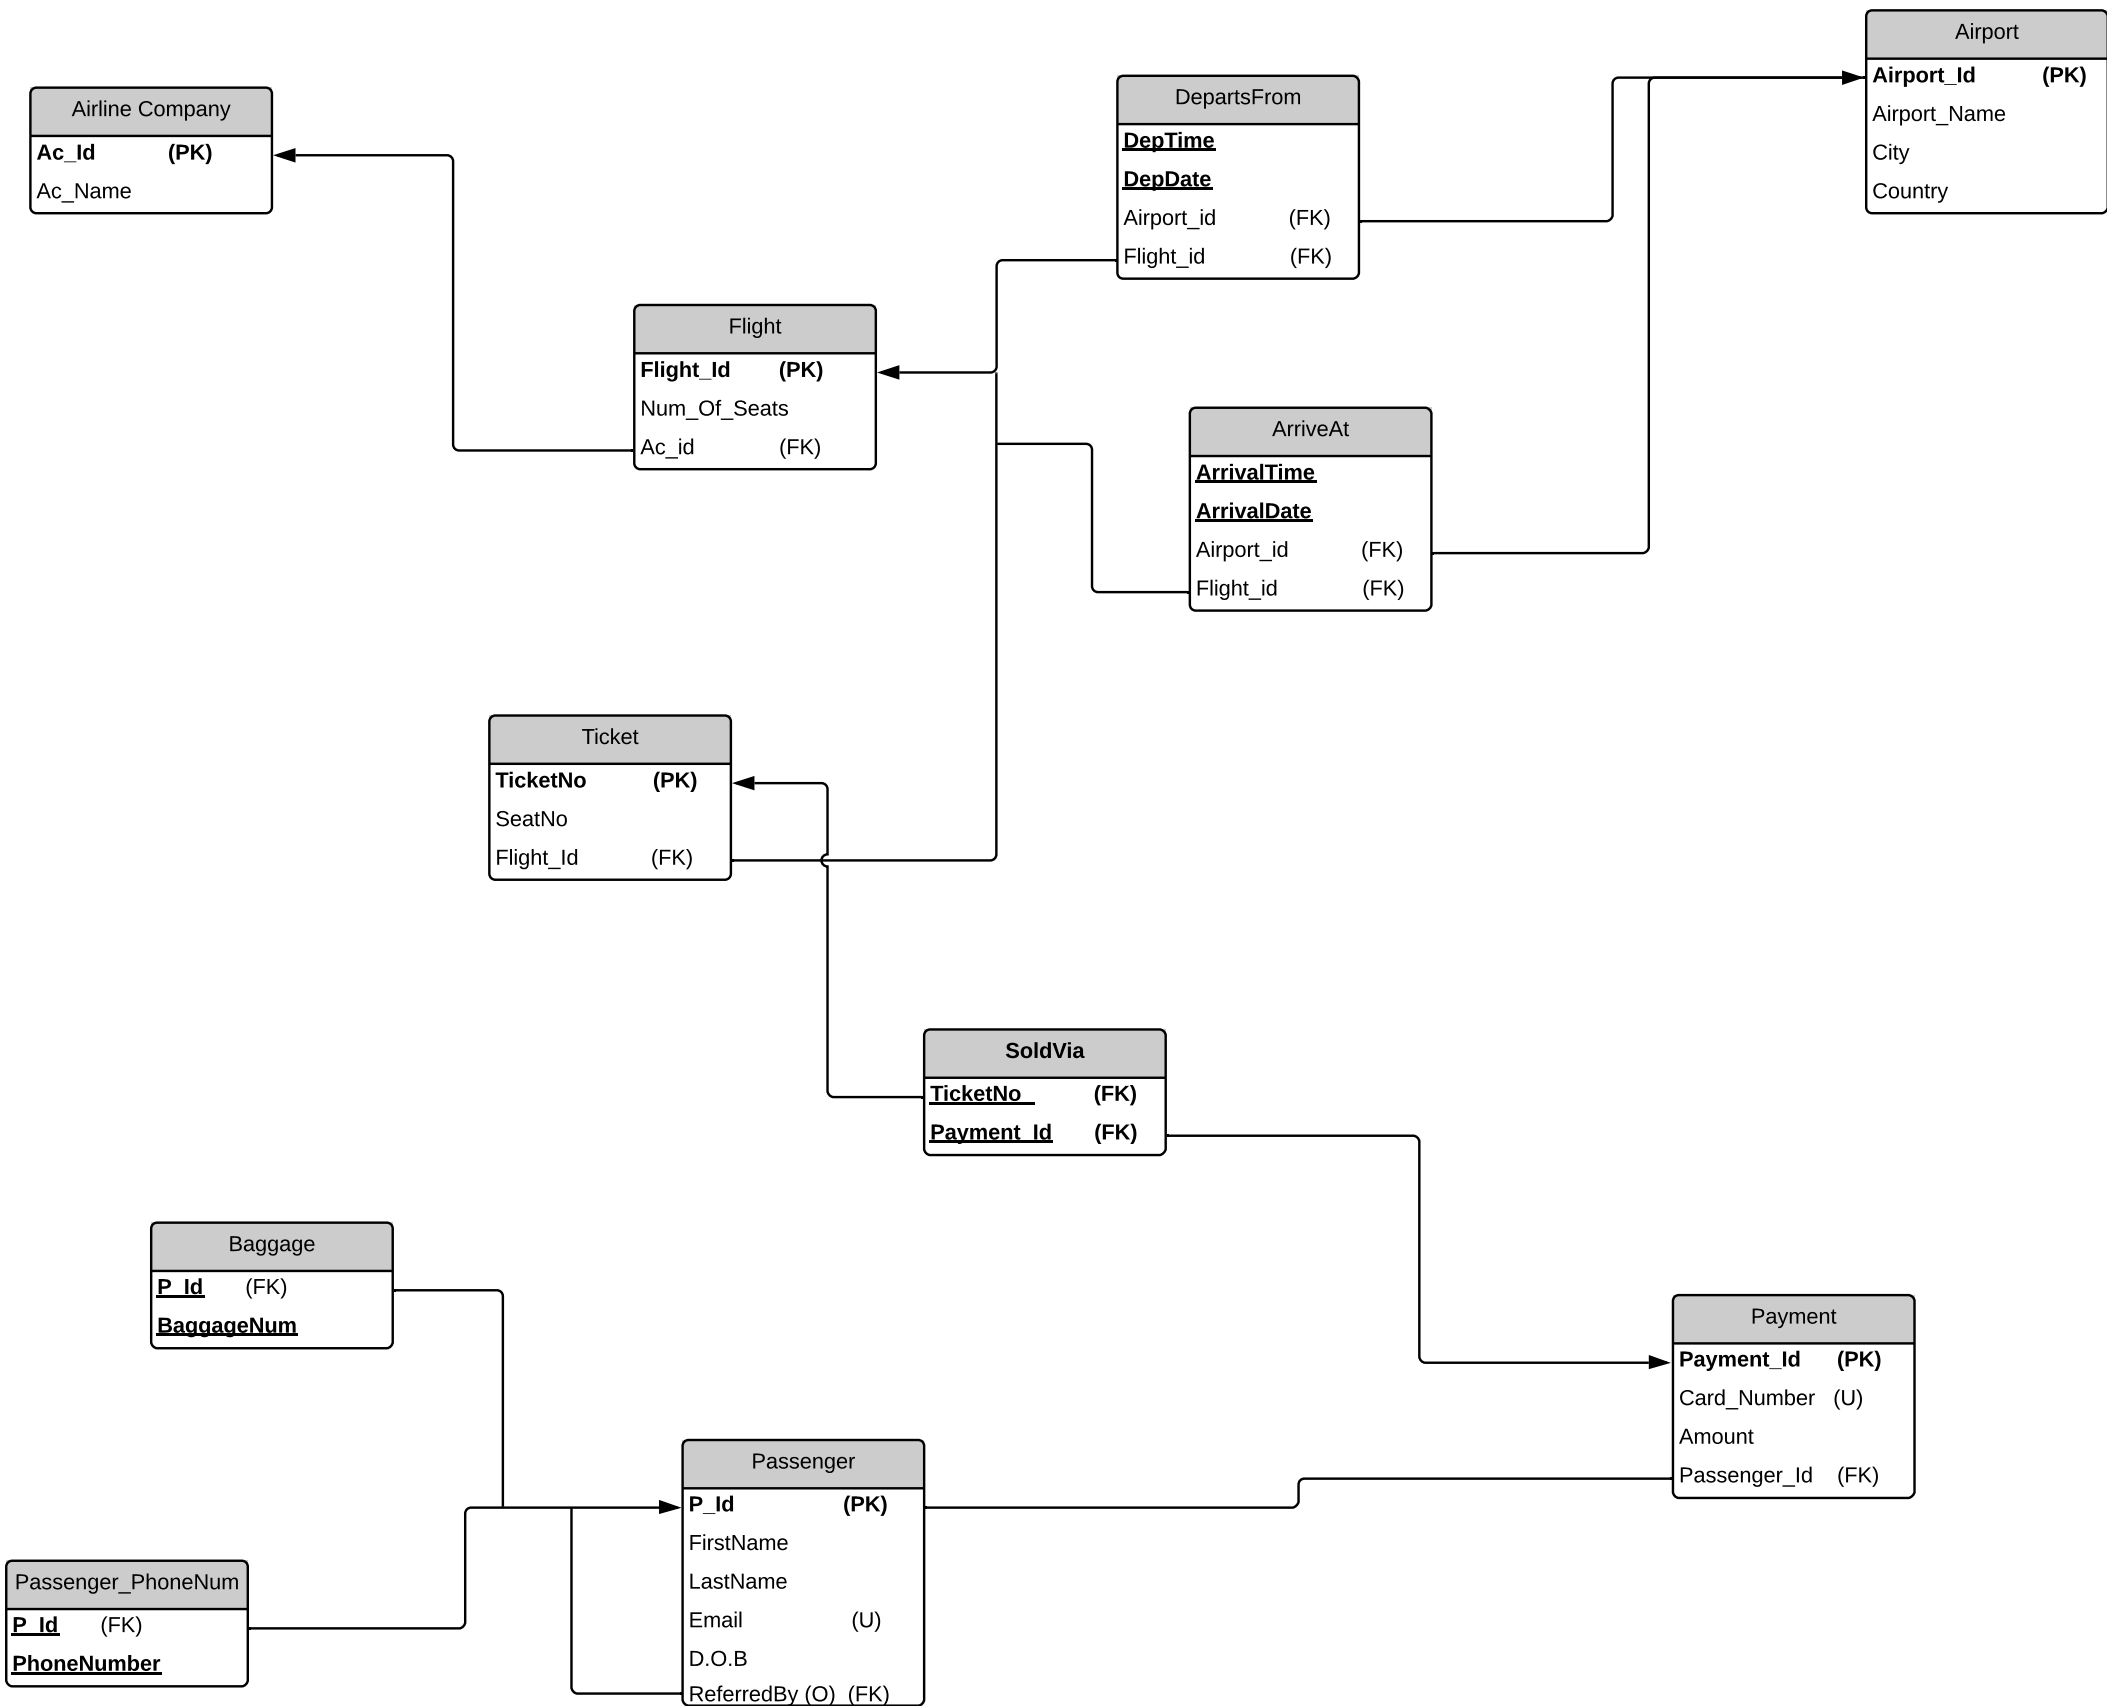 Airport
Airport_Id (PK)
Airport_Name
City
Country
DepartsFrom
DepTime
DepDate
Airport_id (FK)
Flight_id (FK)
Airline Company
Ac_Id (PK)
Ac_Name
Flight
Flight_Id (PK)
Num_Of_Seats
Ac_id (FK)
ArriveAt
ArrivalTime
ArrivalDate
Airport_id (FK)
Flight_id (FK)
Ticket
TicketNo (PK)
SeatNo
Flight_Id (FK)
SoldVia
TicketNo (FK)
Payment_Id (FK)
Baggage
P_Id (FK)
BaggageNum
Payment
Payment_Id (PK)
Card_Number (U)
Amount
Passenger_Id (FK)
Passenger
P_Id (PK)
FirstName
LastName
Email (U)
D.O.B
ReferredBy (O) (FK)
Passenger_PhoneNum
P_Id (FK)
PhoneNumber